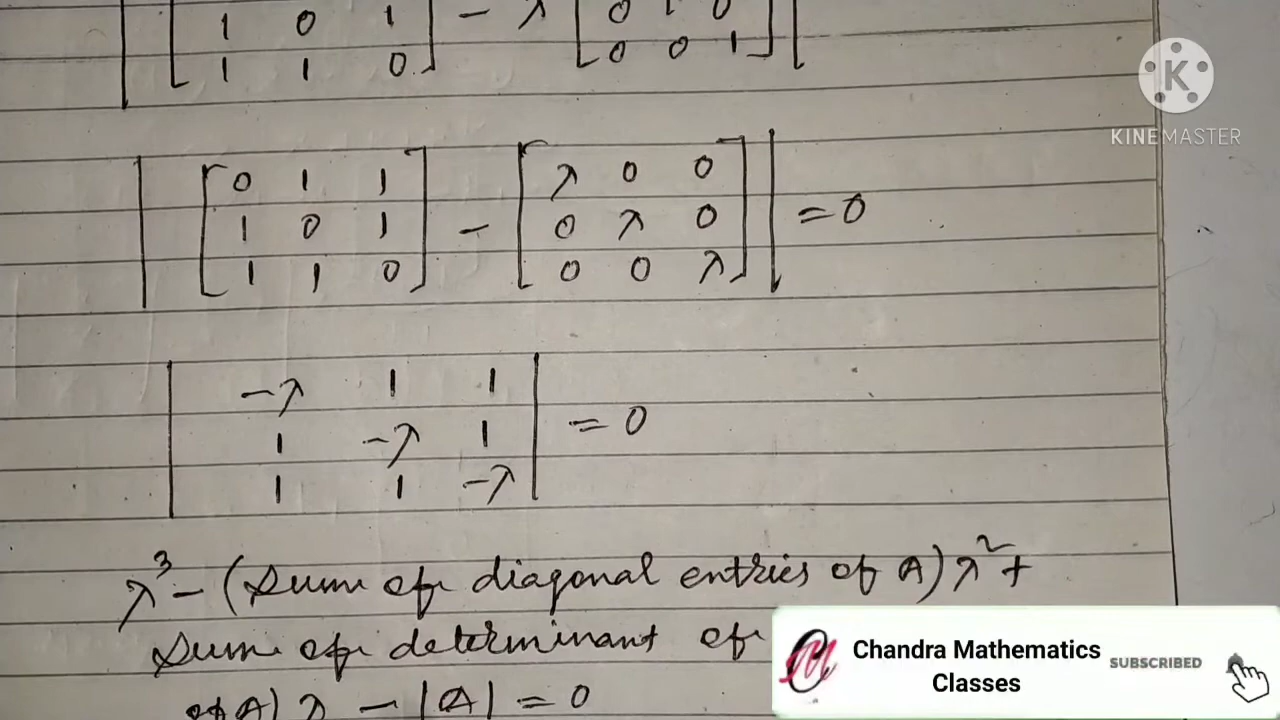 1 0 1 - λ 0 1 0
1 1 0 0 0 1
KINEMASTER
0 1 1 λ 0 0
1 0 1 - 0 λ 0 = 0
1 1 0 0 0 λ
-λ 1 1
1 -λ 1 = 0
1 1 -λ
λ³ - (Sum of diagonal entries of A) λ² +
Sum of determinant of
of A) λ - |A| = 0
Chandra Mathematics
Classes
SUBSCRIBED